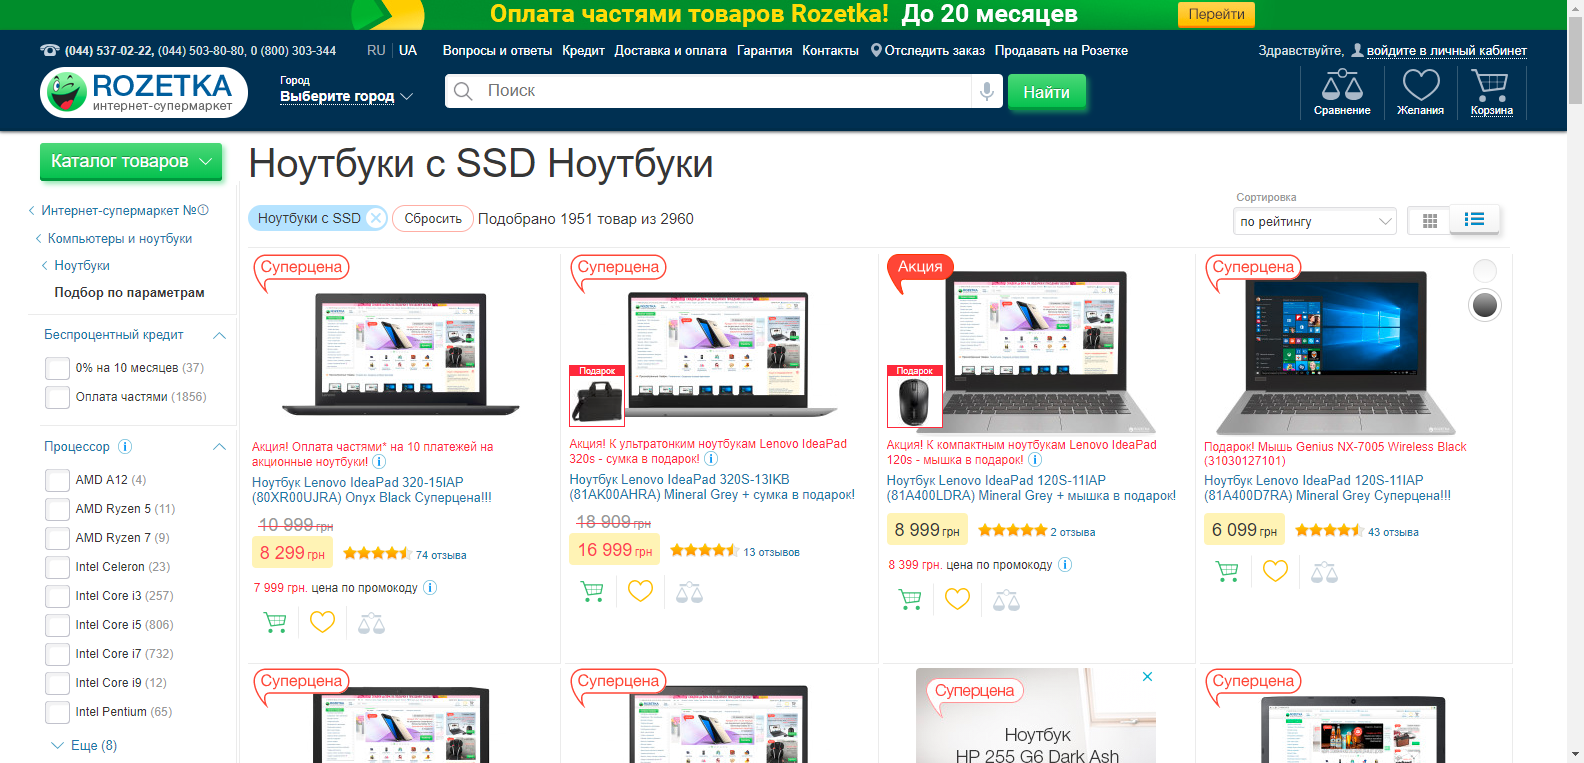 Оплата частями товаров Rozetka! До 20 месяцев
Перейти
(044) 537-02-22, (044) 503-80-80, 0 (800) 303-344
RU UA
Вопросы и ответы Кредит Доставка и оплата Гарантия Контакты Отследить заказ Продавать на Розетке
Здравствуйте, войдите в личный кабинет
ROZETKA
интернет-супермаркет
Город
Выберите город
Поиск
Найти
Сравнение
Желания
Корзина
Каталог товаров
Ноутбуки с SSD Ноутбуки
Интернет-супермаркет №①
Компьютеры и ноутбуки
Ноутбуки
Подбор по параметрам
Ноутбуки с SSD
Сбросить
Подобрано 1951 товар из 2960
Сортировка
по рейтингу
Беспроцентный кредит
0% на 10 месяцев (37)
Оплата частями (1856)
Процессор
AMD A12 (4)
AMD Ryzen 5 (11)
AMD Ryzen 7 (9)
Intel Celeron (23)
Intel Core i3 (257)
Intel Core i5 (806)
Intel Core i7 (732)
Intel Core i9 (12)
Intel Pentium (65)
Еще (8)
Суперцена
Акция! Оплата частями* на 10 платежей на
акционные ноутбуки!
Ноутбук Lenovo IdeaPad 320-15IAP
(80XR00UJRA) Onyx Black Суперцена!!!
10 999 грн
8 299 грн
74 отзыва
7 999 грн. цена по промокоду
Суперцена
Подарок
Акция! К ультратонким ноутбукам Lenovo IdeaPad
320s - сумка в подарок!
Ноутбук Lenovo IdeaPad 320S-13IKB
(81AK00AHRA) Mineral Grey + сумка в подарок!
18 909 грн
16 999 грн
13 отзывов
Акция
Подарок
Акция! К компактным ноутбукам Lenovo IdeaPad
120s - мышка в подарок!
Ноутбук Lenovo IdeaPad 120S-11IAP
(81A400LDRA) Mineral Grey + мышка в подарок!
8 999 грн
2 отзыва
8 399 грн. цена по промокоду
Суперцена
Подарок! Мышь Genius NX-7005 Wireless Black
(31030127101)
Ноутбук Lenovo IdeaPad 120S-11IAP
(81A400D7RA) Mineral Grey Суперцена!!!
6 099 грн
43 отзыва
Суперцена
Суперцена
Суперцена
Ноутбук
HP 255 G6 Dark Ash
Суперцена